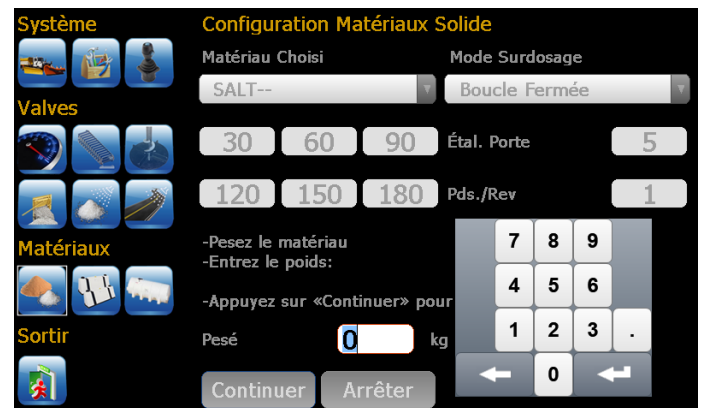 Système
Configuration Matériaux Solide
Matériau Choisi
Mode Surdosage
SALT--
Boucle Fermée
Valves
30 60 90 Étal. Porte 5
120 150 180 Pds./Rev 1
Matériaux
-Pesez le matériau
-Entrez le poids:
-Appuyez sur «Continuer» pour
7 8 9
4 5 6
1 2 3 .
0
Sortir
Pesé 0 kg
Continuer Arrêter